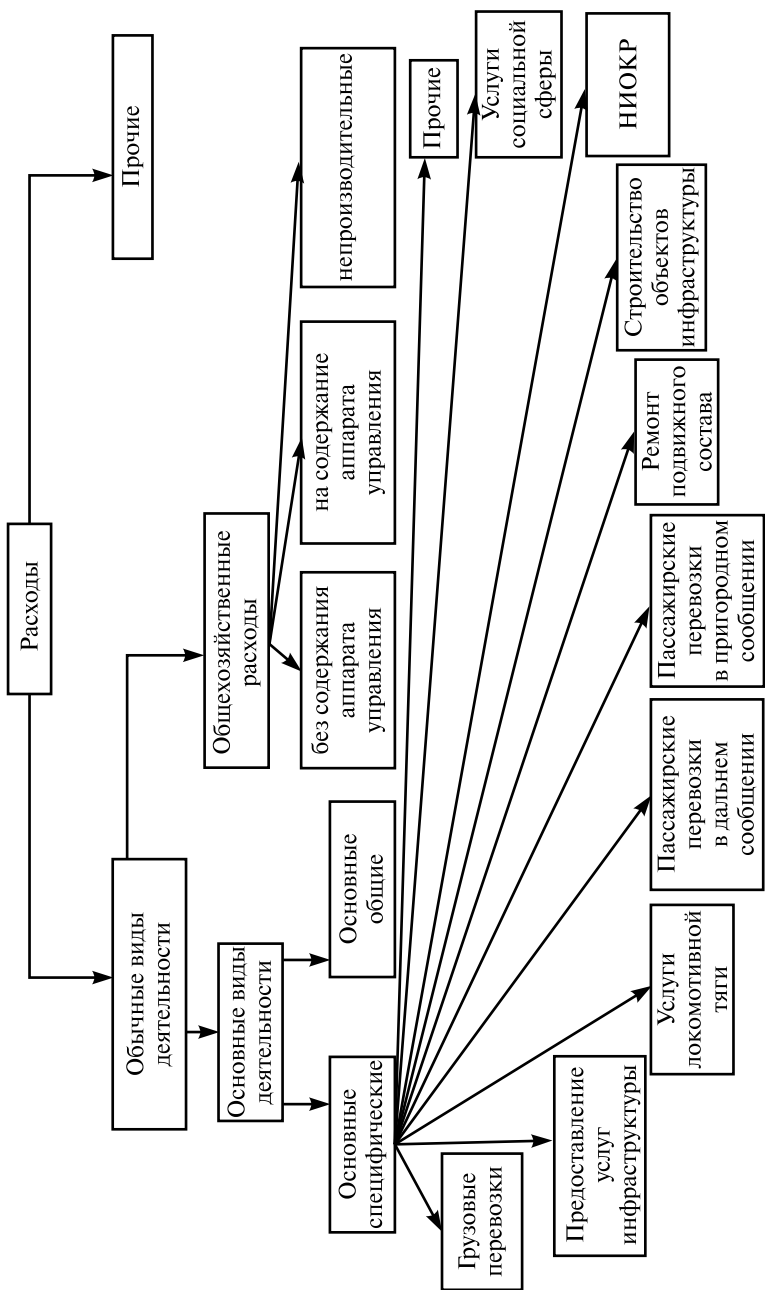 Расходы
Обычные виды
деятельности
Прочие
Основные виды
деятельности
Общехозяйственные
расходы
Основные
специфические
Основные
общие
без содержания
аппарата
управления
на содержание
аппарата
управления
непроизводительные
Грузовые
перевозки
Предоставление
услуг
инфраструктуры
Услуги
локомотивной
тяги
Пассажирские
перевозки
в дальнем
сообщении
Пассажирские
перевозки
в пригородном
сообщении
Ремонт
подвижного
состава
Строительство
объектов
инфраструктуры
НИОКР
Услуги
социальной
сферы
Прочие